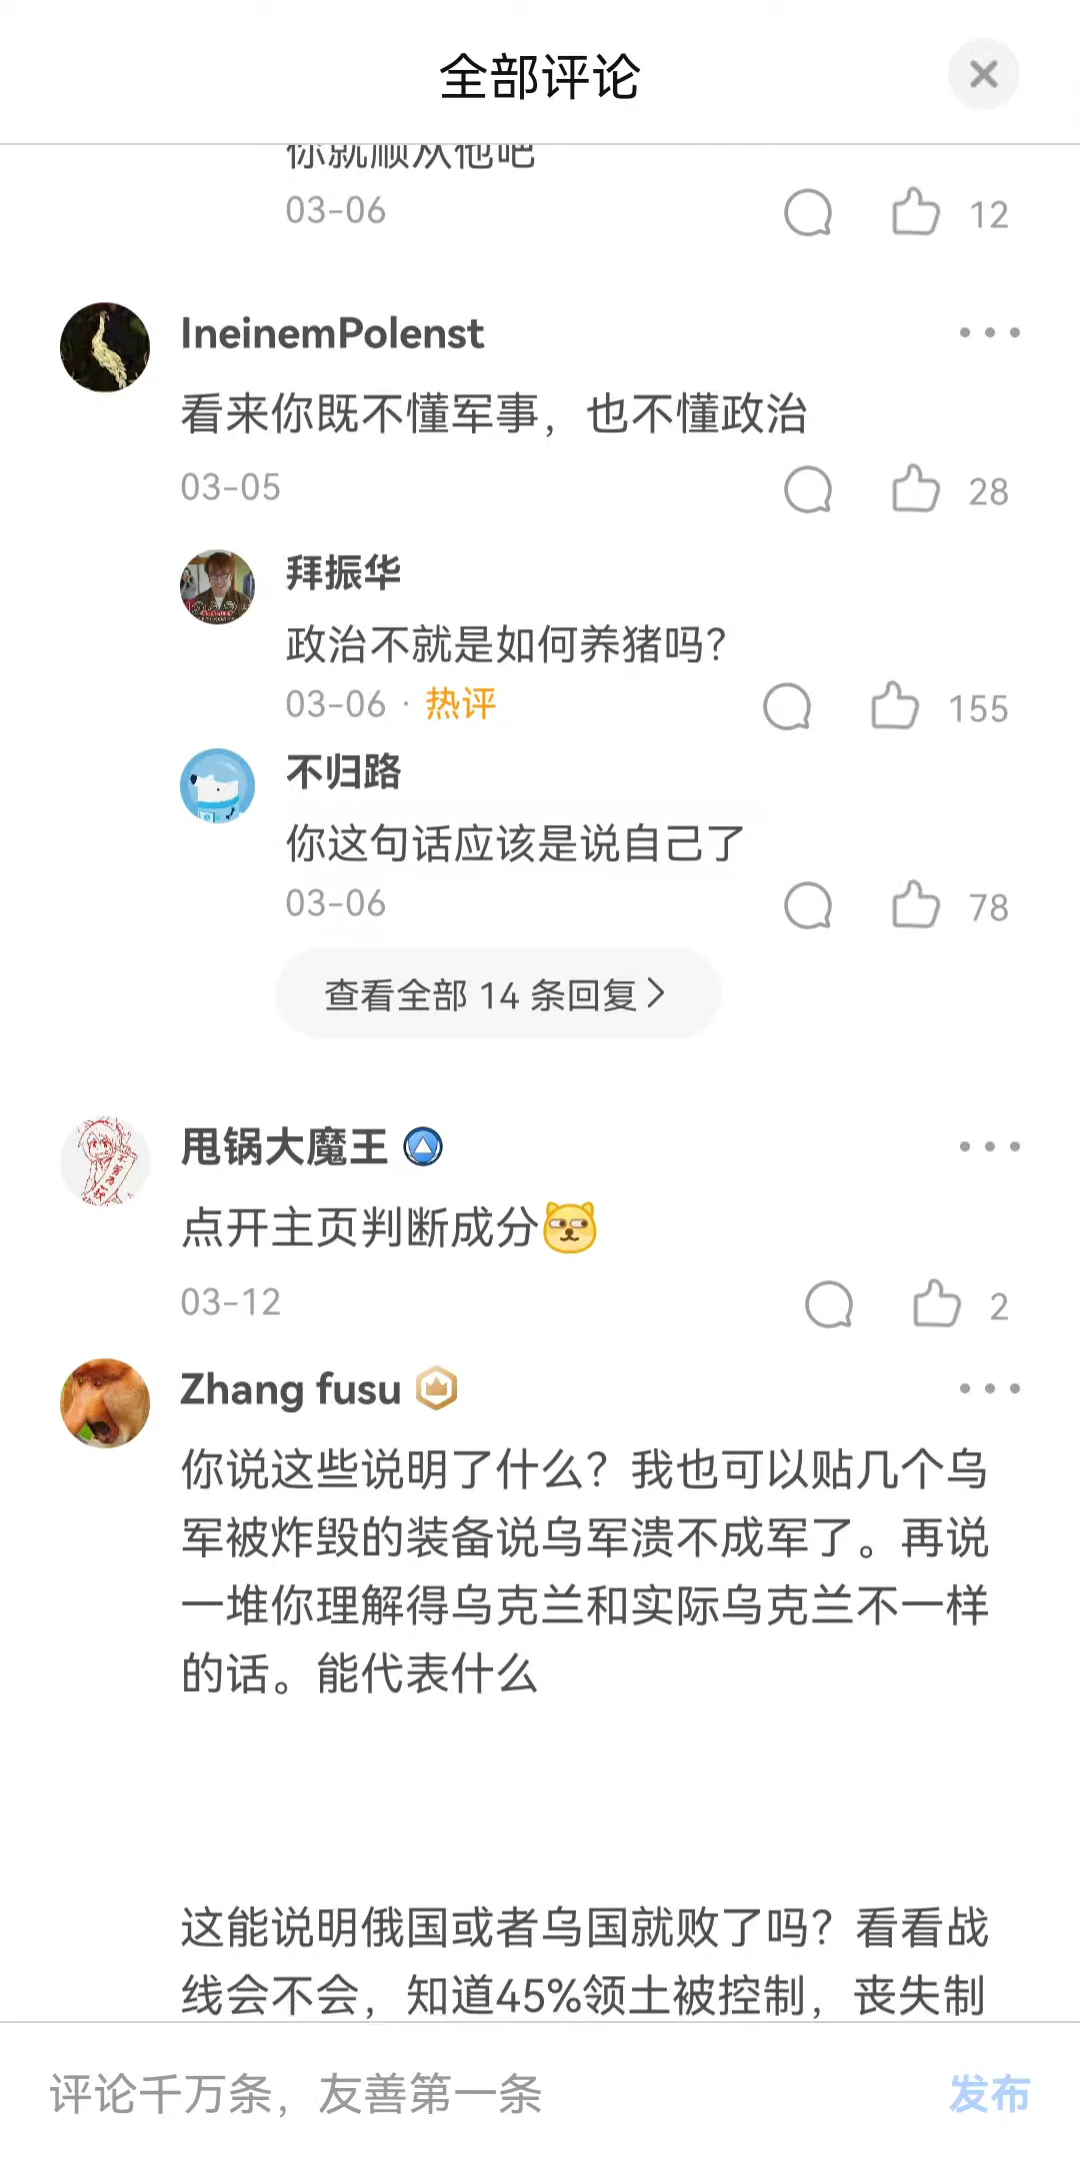 全部评论
你就顺从他吧
03-06
12
IneinemPolenst
看来你既不懂军事，也不懂政治
03-05
28
拜振华
政治不就是如何养猪吗？
03-06 · 热评
155
不归路
你这句话应该是说自己了
03-06
78
查看全部 14 条回复
甩锅大魔王
点开主页判断成分
03-12
2
Zhang fusu
你说这些说明了什么？我也可以贴几个乌
军被炸毁的装备说乌军溃不成军了。再说
一堆你理解得乌克兰和实际乌克兰不一样
的话。能代表什么
这能说明俄国或者乌国就败了吗？看看战
线会不会，知道45%领土被控制，丧失制
评论千万条，友善第一条
发布